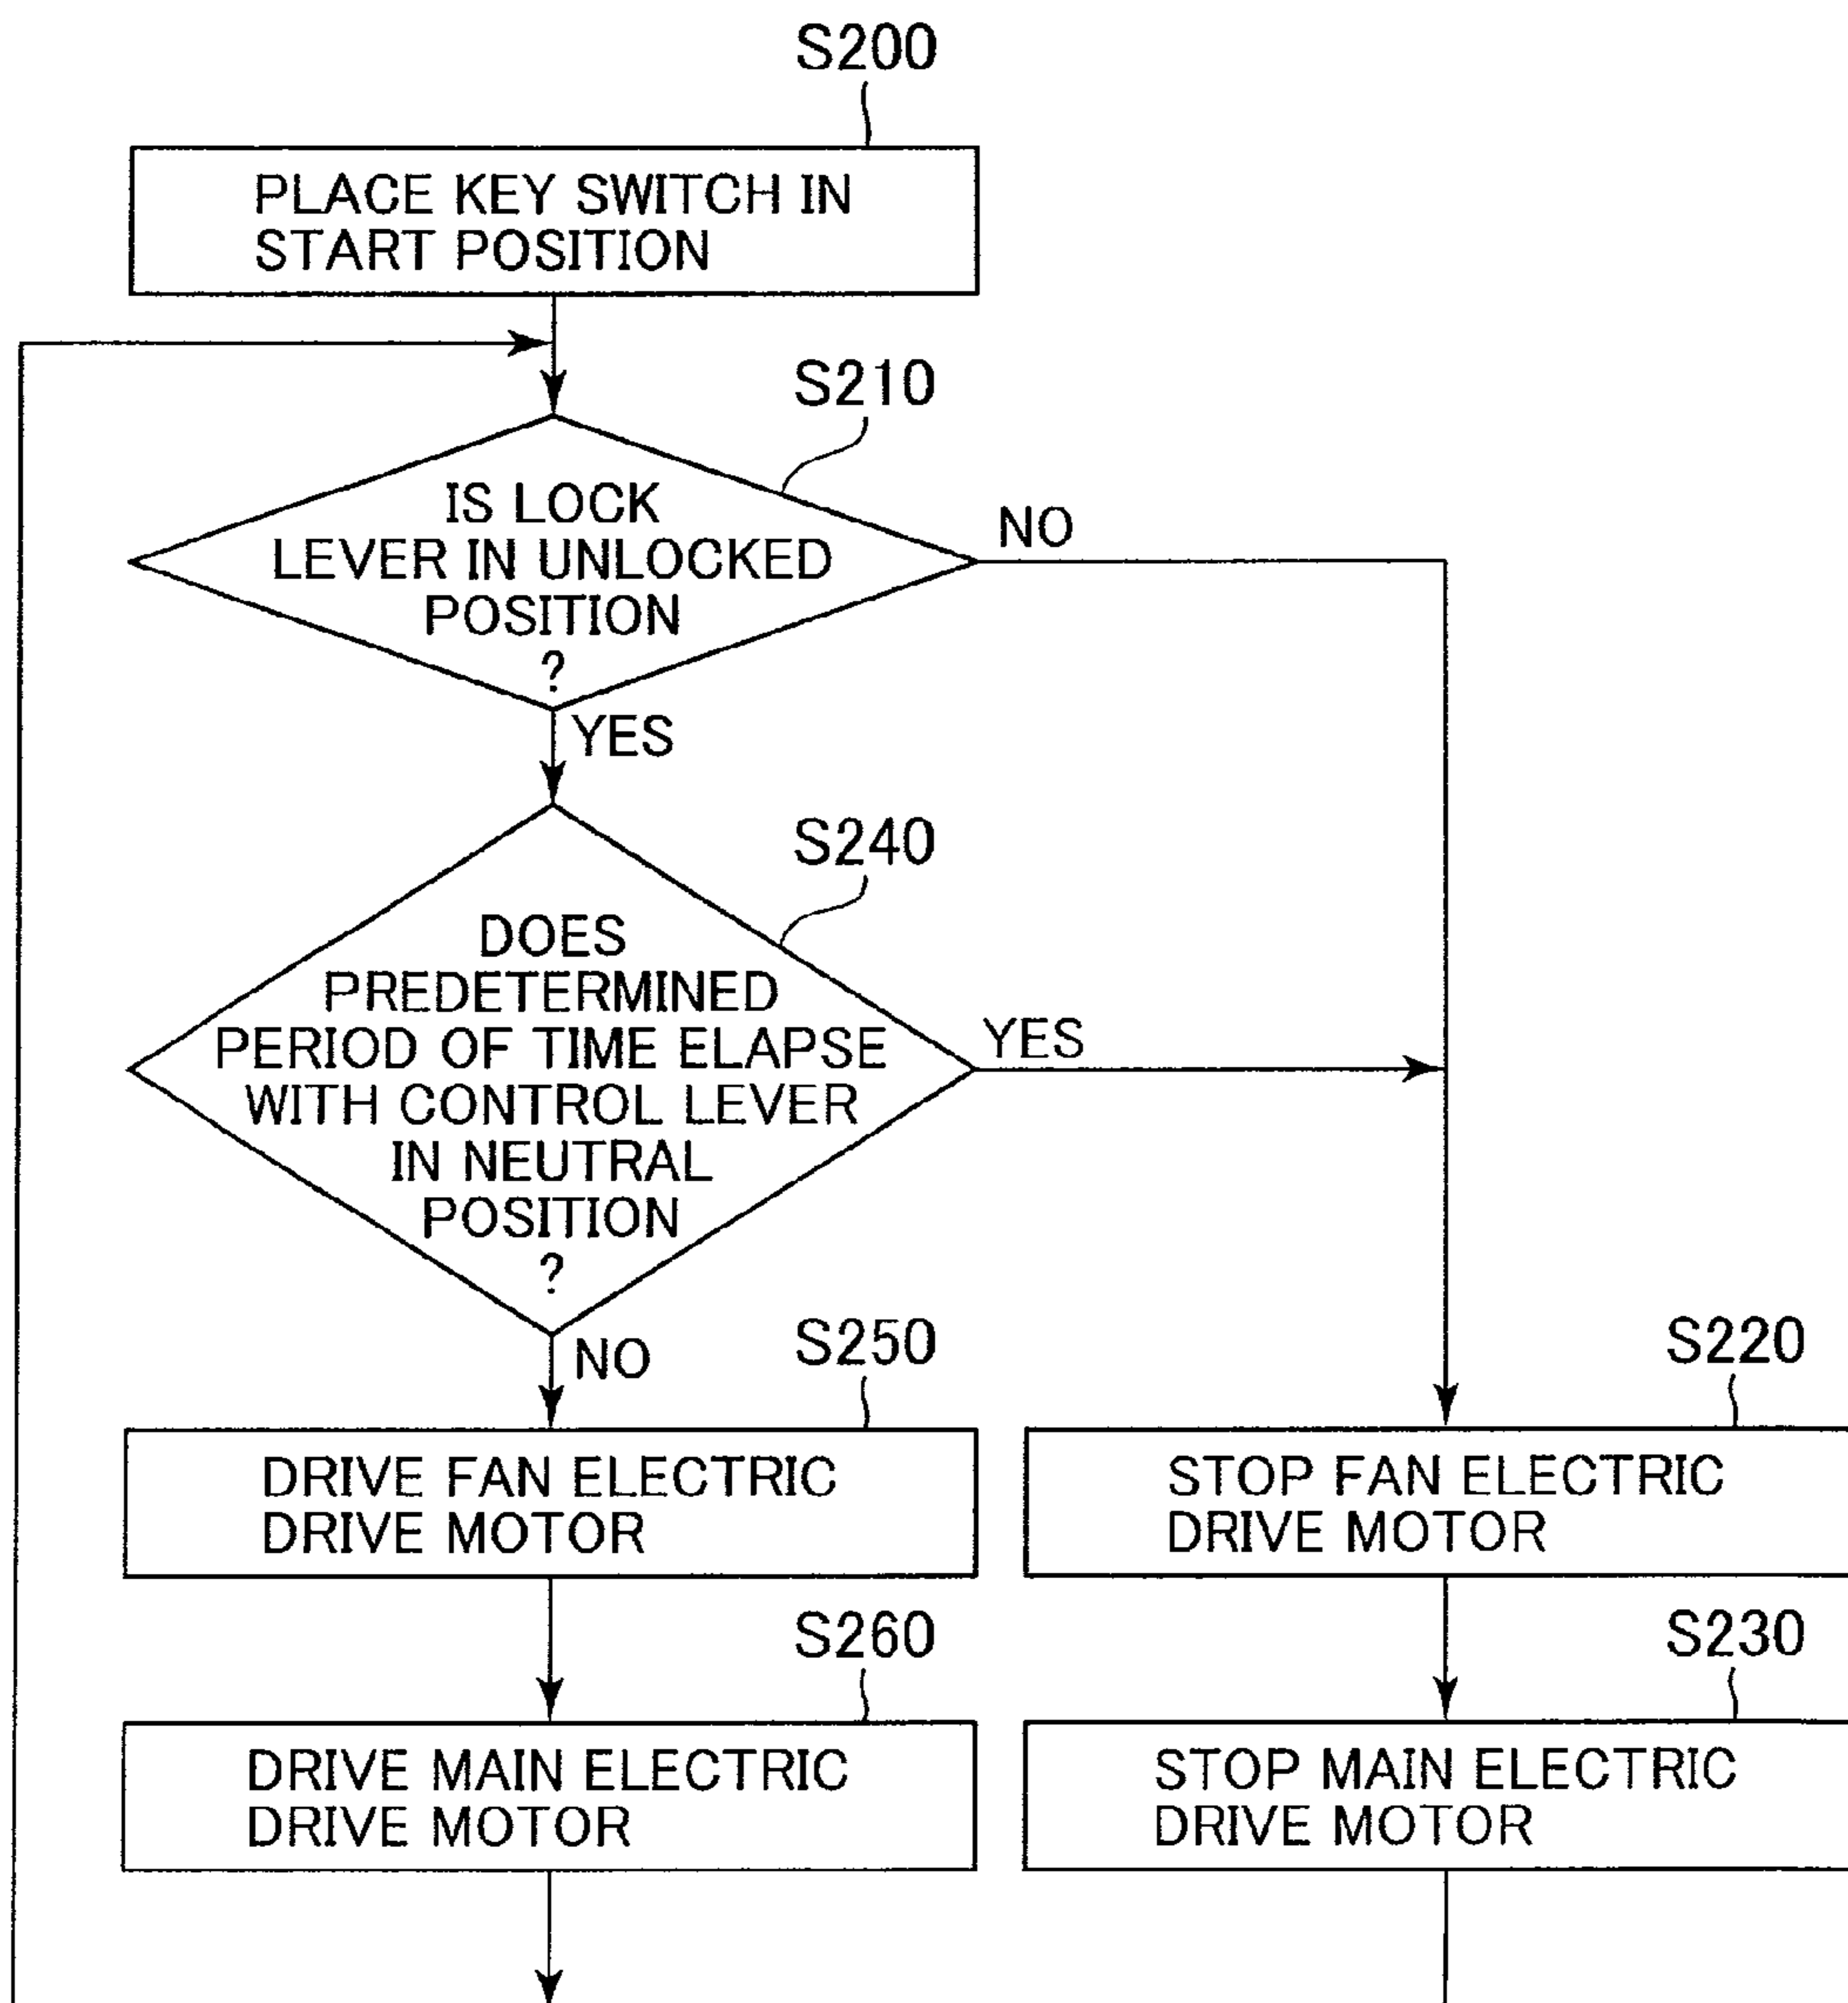 S200
PLACE KEY SWITCH IN
START POSITION
S210
IS LOCK
LEVER IN UNLOCKED
POSITION
?
NO
YES
S240
DOES
PREDETERMINED
PERIOD OF TIME ELAPSE
WITH CONTROL LEVER
IN NEUTRAL
POSITION
?
YES
NO
S250
DRIVE FAN ELECTRIC
DRIVE MOTOR
S220
STOP FAN ELECTRIC
DRIVE MOTOR
S260
DRIVE MAIN ELECTRIC
DRIVE MOTOR
S230
STOP MAIN ELECTRIC
DRIVE MOTOR